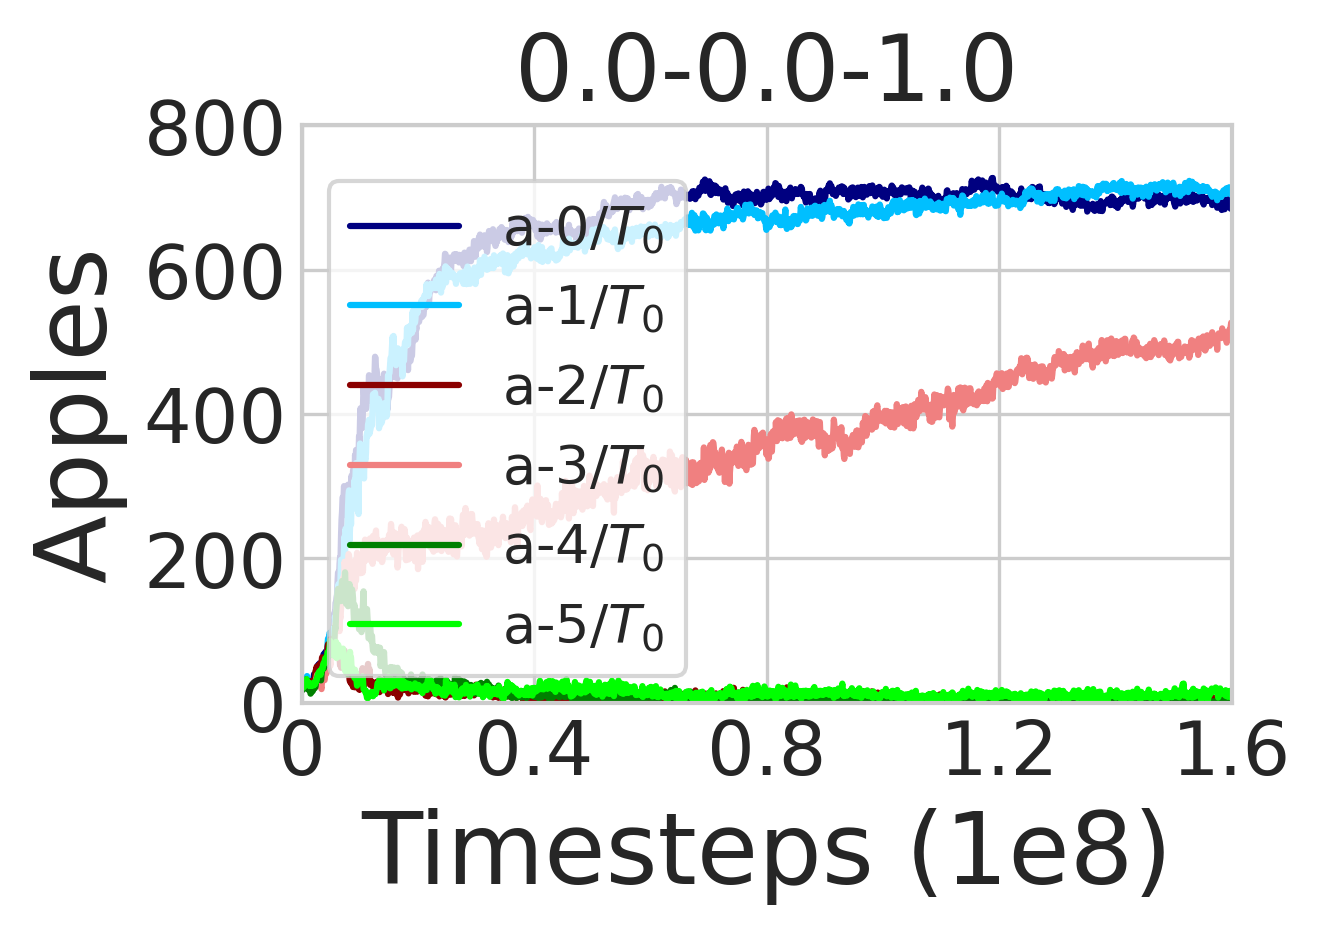 0.0-0.0-1.0
800
600
400
200
0
Apples
a-0/T₀
a-1/T₀
a-2/T₀
a-3/T₀
a-4/T₀
a-5/T₀
0 0.4 0.8 1.2 1.6
Timesteps (1e8)